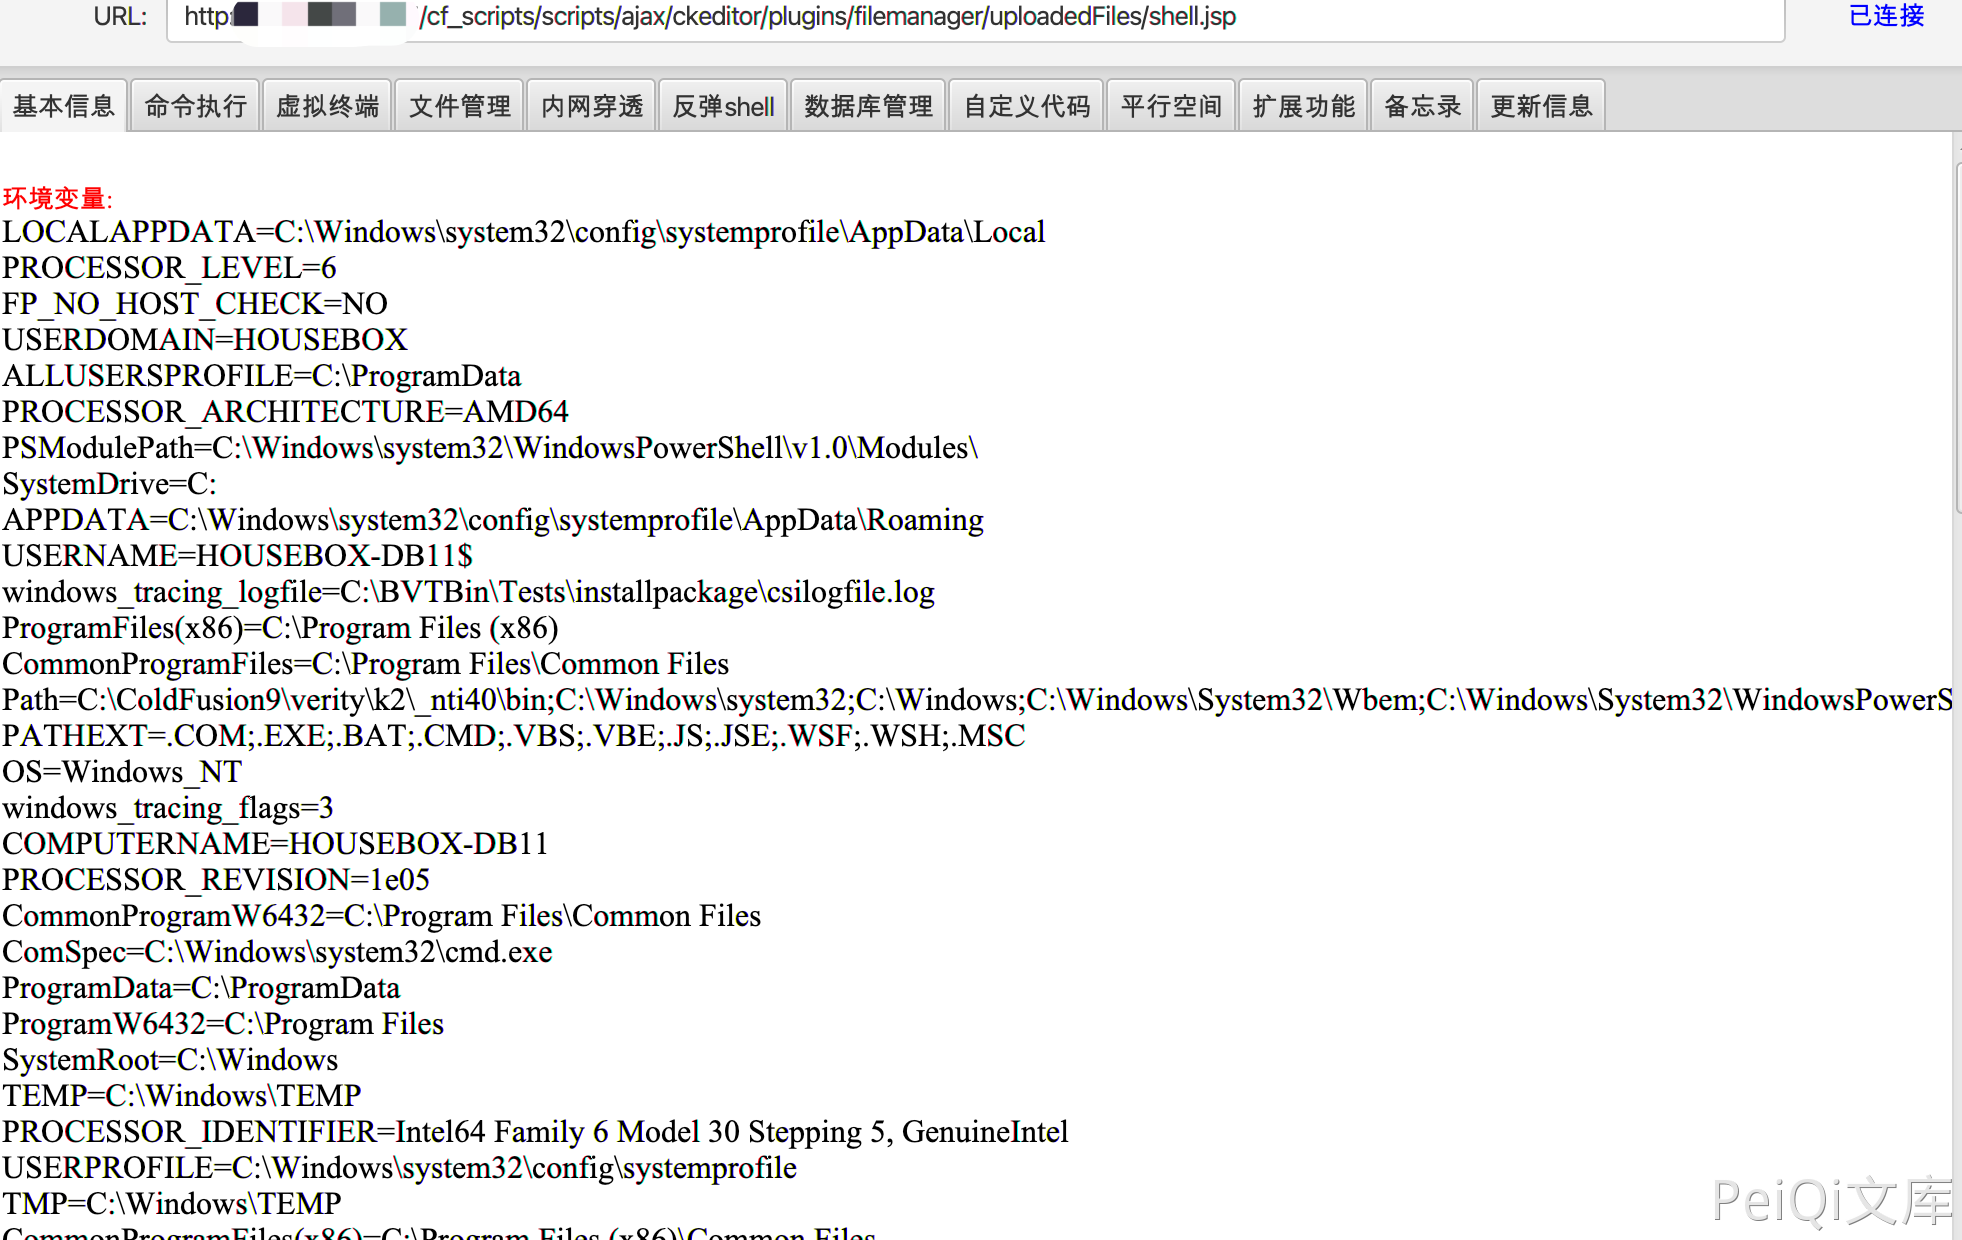 URL: http /cf_scripts/scripts/ajax/ckeditor/plugins/filemanager/uploadedFiles/shell.jsp 已连接
基本信息 命令执行 虚拟终端 文件管理 内网穿透 反弹shell 数据库管理 自定义代码 平行空间 扩展功能 备忘录 更新信息
环境变量:
LOCALAPPDATA=C:\Windows\system32\config\systemprofile\AppData\Local
PROCESSOR_LEVEL=6
FP_NO_HOST_CHECK=NO
USERDOMAIN=HOUSEBOX
ALLUSERSPROFILE=C:\ProgramData
PROCESSOR_ARCHITECTURE=AMD64
PSModulePath=C:\Windows\system32\WindowsPowerShell\v1.0\Modules\
SystemDrive=C:
APPDATA=C:\Windows\system32\config\systemprofile\AppData\Roaming
USERNAME=HOUSEBOX-DB11$
windows_tracing_logfile=C:\BVTBin\Tests\installpackage\csilogfile.log
ProgramFiles(x86)=C:\Program Files (x86)
CommonProgramFiles=C:\Program Files\Common Files
Path=C:\ColdFusion9\verity\k2\_nti40\bin;C:\Windows\system32;C:\Windows;C:\Windows\System32\Wbem;C:\Windows\System32\WindowsPowerS
PATHEXT=.COM;.EXE;.BAT;.CMD;.VBS;.VBE;.JS;.JSE;.WSF;.WSH;.MSC
OS=Windows_NT
windows_tracing_flags=3
COMPUTERNAME=HOUSEBOX-DB11
PROCESSOR_REVISION=1e05
CommonProgramW6432=C:\Program Files\Common Files
ComSpec=C:\Windows\system32\cmd.exe
ProgramData=C:\ProgramData
ProgramW6432=C:\Program Files
SystemRoot=C:\Windows
TEMP=C:\Windows\TEMP
PROCESSOR_IDENTIFIER=Intel64 Family 6 Model 30 Stepping 5, GenuineIntel
USERPROFILE=C:\Windows\system32\config\systemprofile
TMP=C:\Windows\TEMP
CommonProgramFiles(x86)=C:\Program Files (x86)\Common Files
PeiQi文库